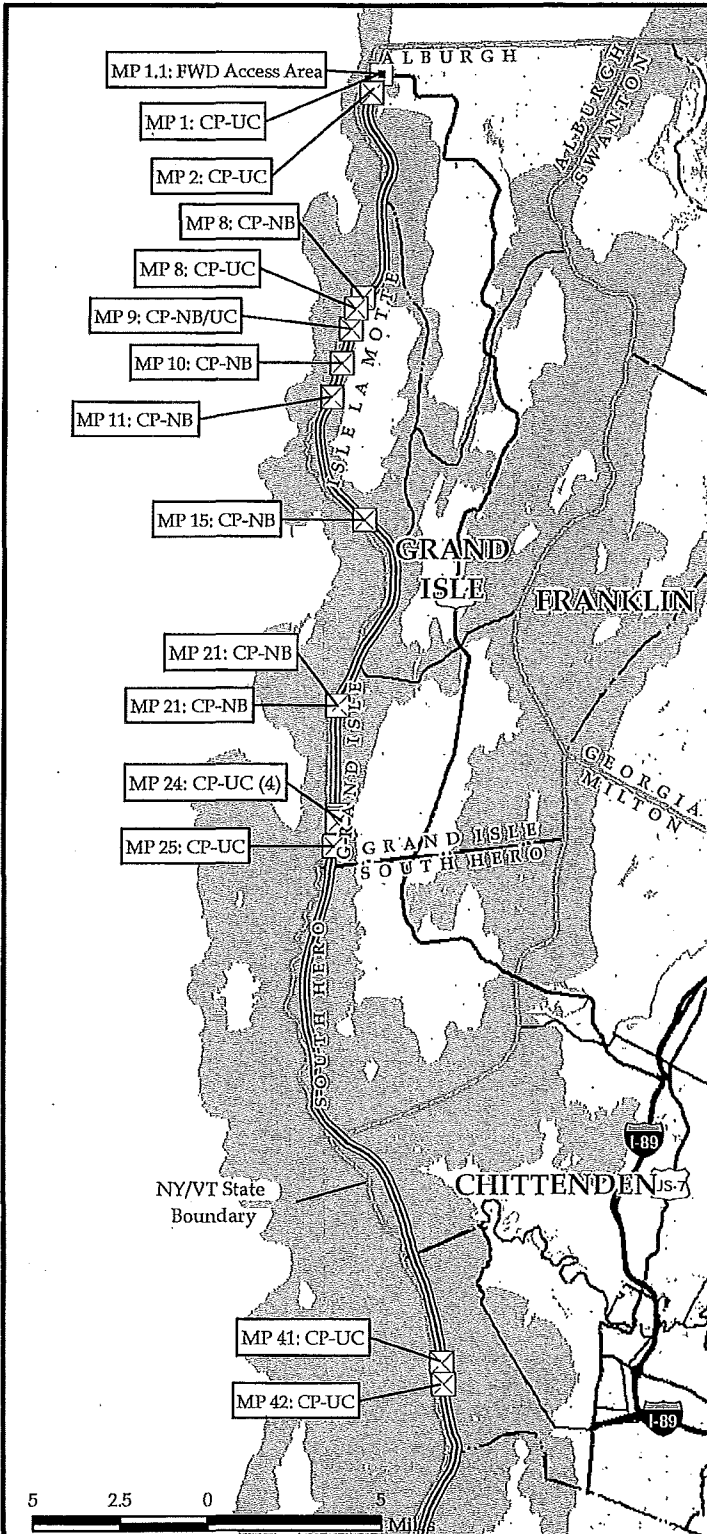 ALBURGH
MP 1.1: FWD Access Area
MP 1: CP-UC
ALBURGH
SWANTON
MP 2: CP-UC
MP 8: CP-NB
MP 8: CP-UC
MP 9: CP-NB/UC
ISLE LA MOTTE
MP 10: CP-NB
MP 11: CP-NB
MP 15: CP-NB
GRAND
ISLE
FRANKLIN
MP 21: CP-NB
MP 21: CP-NB
GRAND ISLE
GEORGIA
MILTON
MP 24: CP-UC (4)
MP 25: CP-UC
GRAND ISLE
SOUTH HERO
SOUTH HERO
I-89
NY/VT State
Boundary
CHITTENDEN
US-7
MP 41: CP-UC
MP 42: CP-UC
I-89
5 2.5 0 5
Miles